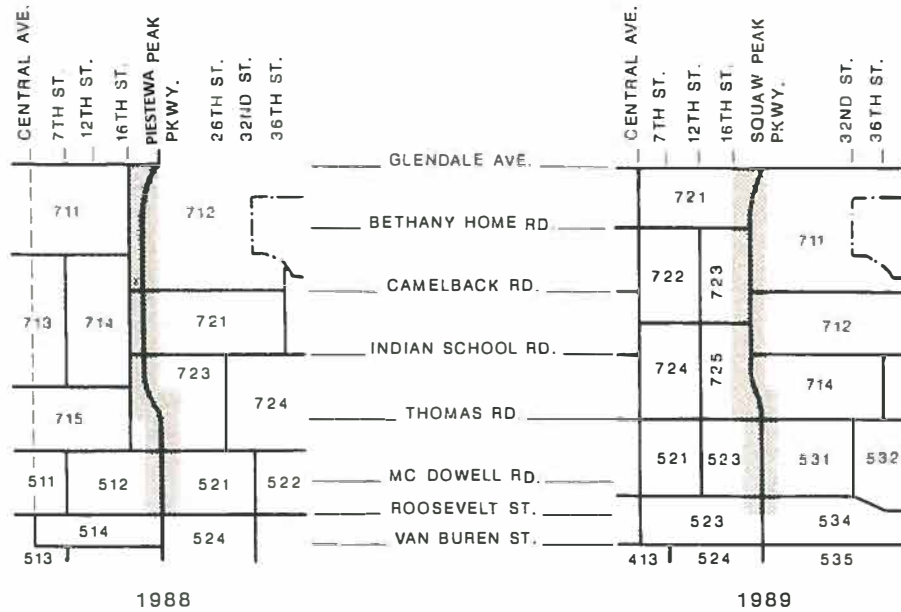 CENTRAL AVE.
7TH ST.
12TH ST.
16TH ST.
PIESTEWA PEAK
PKWY.
26TH ST.
32ND ST.
36TH ST.
CENTRAL AVE.
7TH ST.
12TH ST.
16TH ST.
SQUAW PEAK
PKWY.
32ND ST.
36TH ST.
GLENDALE AVE.
BETHANY HOME RD
CAMELBACK RD.
INDIAN SCHOOL RD.
THOMAS RD.
MC DOWELL RD.
ROOSEVELT ST.
VAN BUREN ST.
711
712
713
714
721
723
724
715
511
512
521
522
514
524
513
1988
721
711
722
723
712
724
725
714
521
523
531
532
523
534
413
524
535
1989